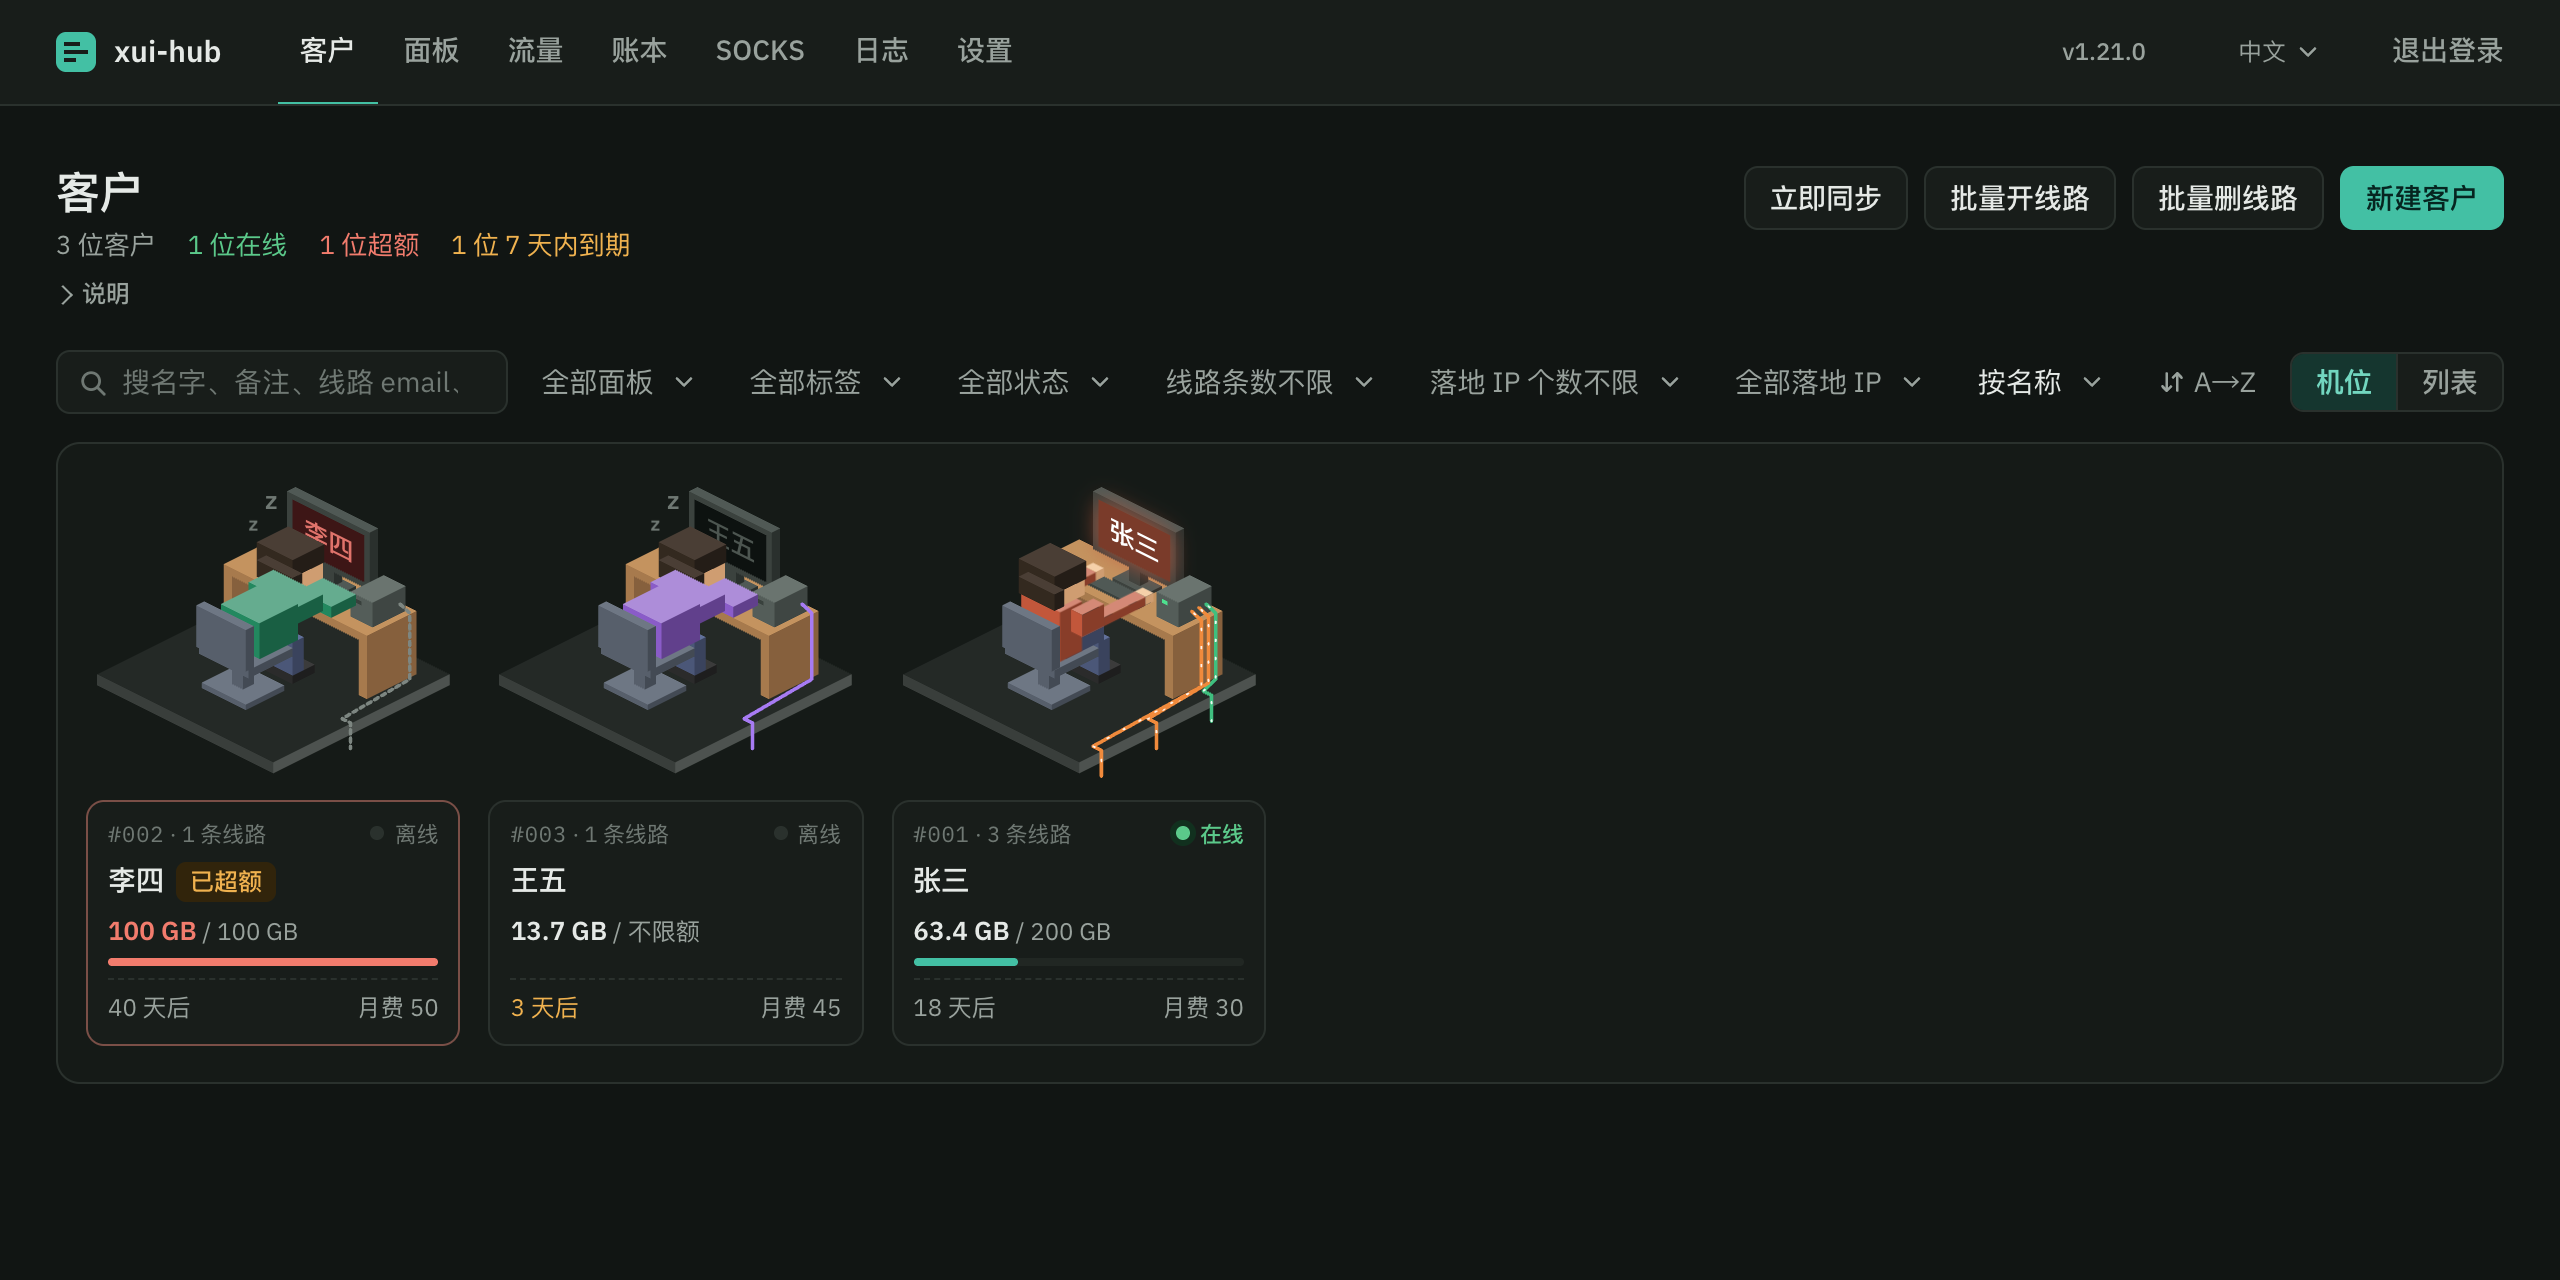 xui-hub 客户 面板 流量 账本 SOCKS 日志 设置 v1.21.0 中文 退出登录
客户 立即同步 批量开线路 批量删线路 新建客户
3 位客户 1 位在线 1 位超额 1 位 7 天内到期
说明
搜名字、备注、线路 email、 全部面板 全部标签 全部状态 线路条数不限 落地 IP 个数不限 全部落地 IP 按名称 A→Z 机位 列表
z z 李四
z z 王五
张三
#002 · 1 条线路 离线
李四 已超额
100 GB / 100 GB
40 天后 月费 50
#003 · 1 条线路 离线
王五
13.7 GB / 不限额
3 天后 月费 45
#001 · 3 条线路 在线
张三
63.4 GB / 200 GB
18 天后 月费 30